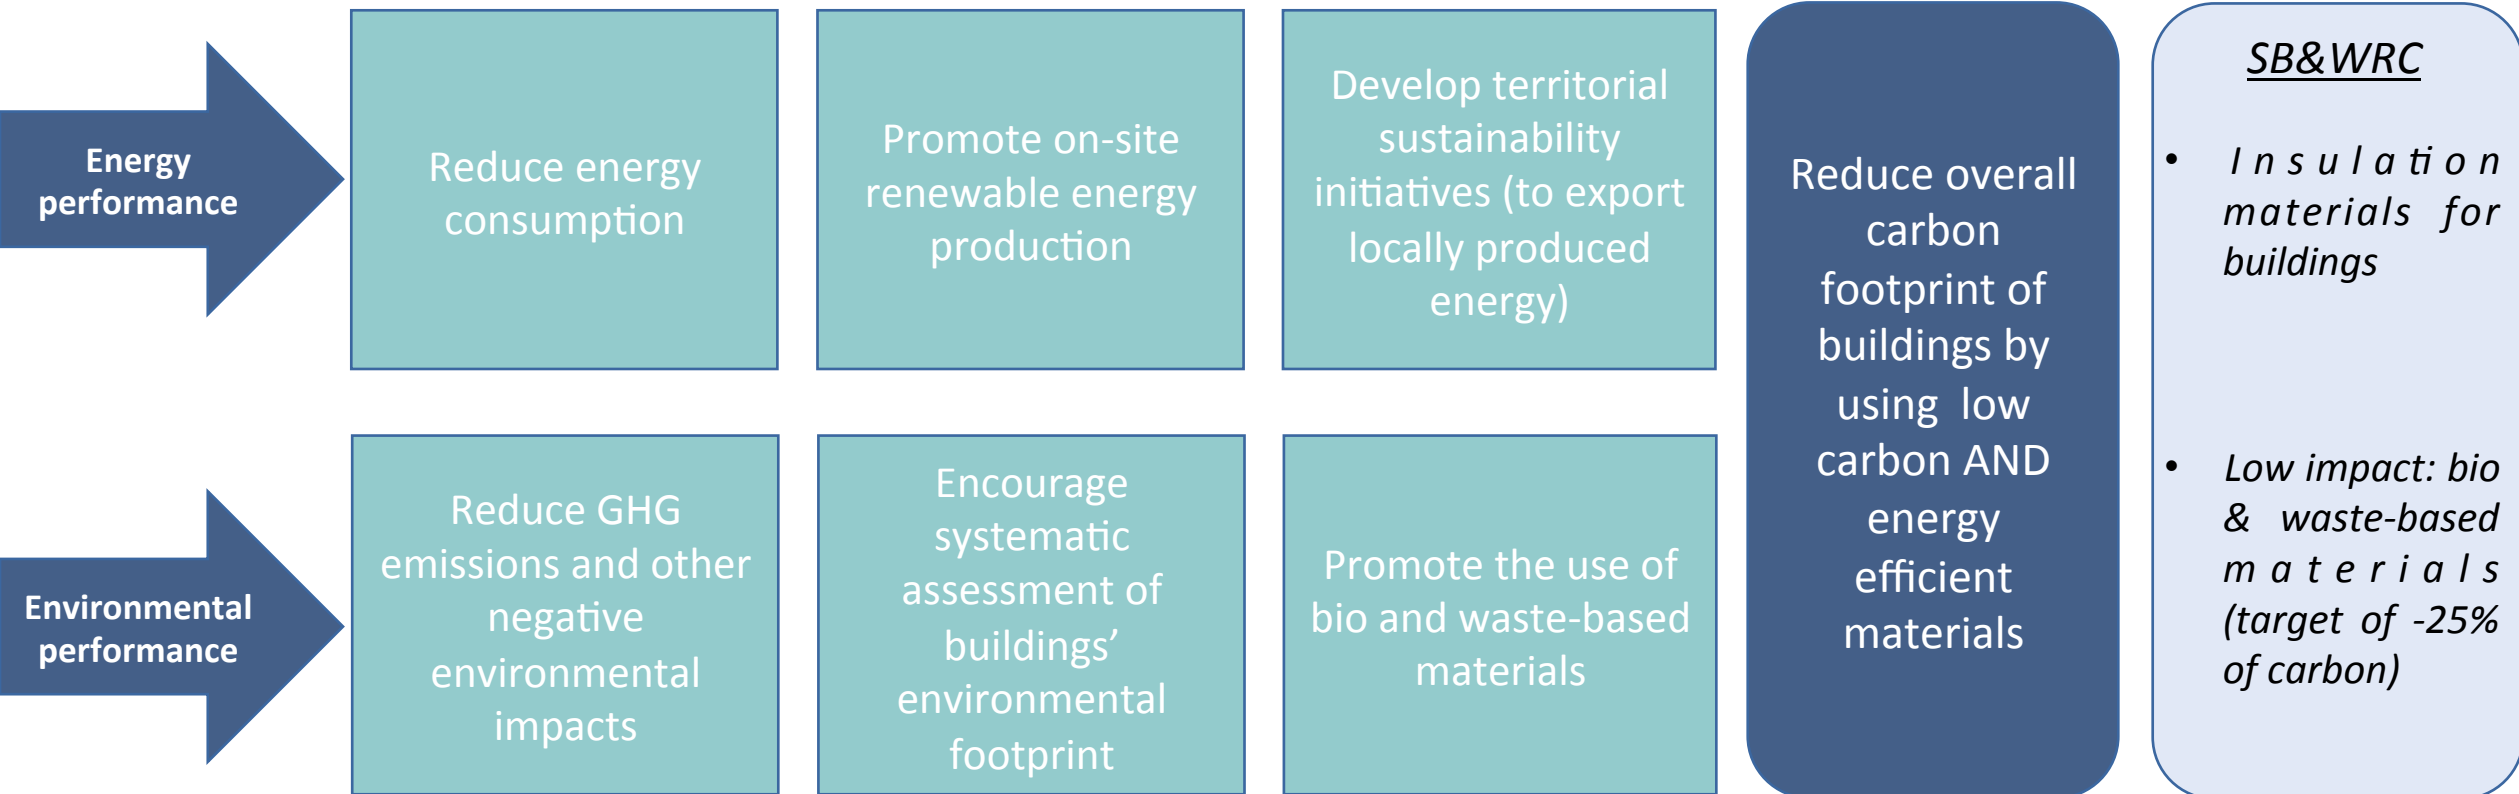 Energy
performance
Reduce energy
consumption
Promote on-site
renewable energy
production
Develop territorial
sustainability
initiatives (to export
locally produced
energy)
Environmental
performance
Reduce GHG
emissions and other
negative
environmental
impacts
Encourage
systematic
assessment of
buildings’
environmental
footprint
Promote the use of
bio and waste-based
materials
Reduce overall
carbon
footprint of
buildings by
using low
carbon AND
energy
efficient
materials
SB&WRC
• Insulation
materials for
buildings
• Low impact: bio
& waste-based
materials
(target of -25%
of carbon)